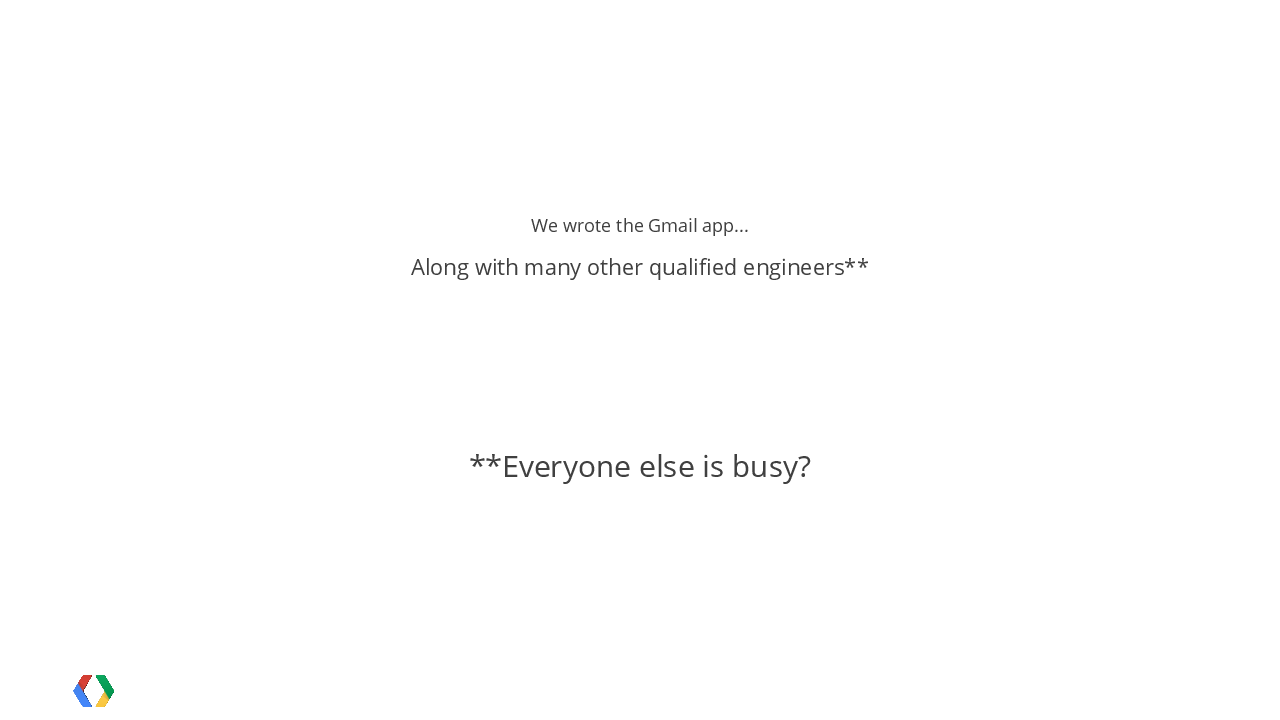 We wrote the Gmail app...
Along with many other qualified engineers**
**Everyone else is busy?